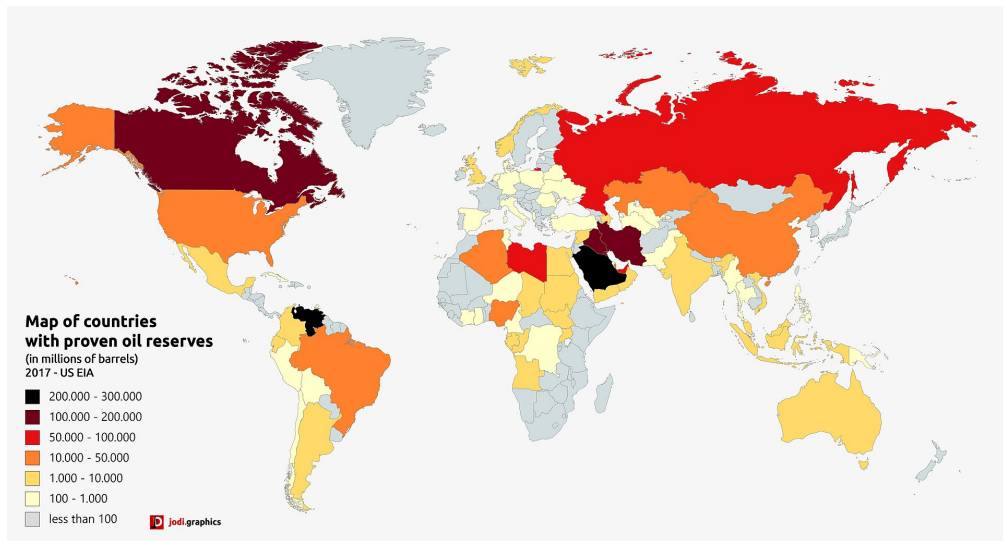 Map of countries
with proven oil reserves
(in millions of barrels)
2017 - US EIA
200.000 - 300.000
100.000 - 200.000
50.000 - 100.000
10.000 - 50.000
1.000 - 10.000
100 - 1.000
less than 100
jodi.graphics